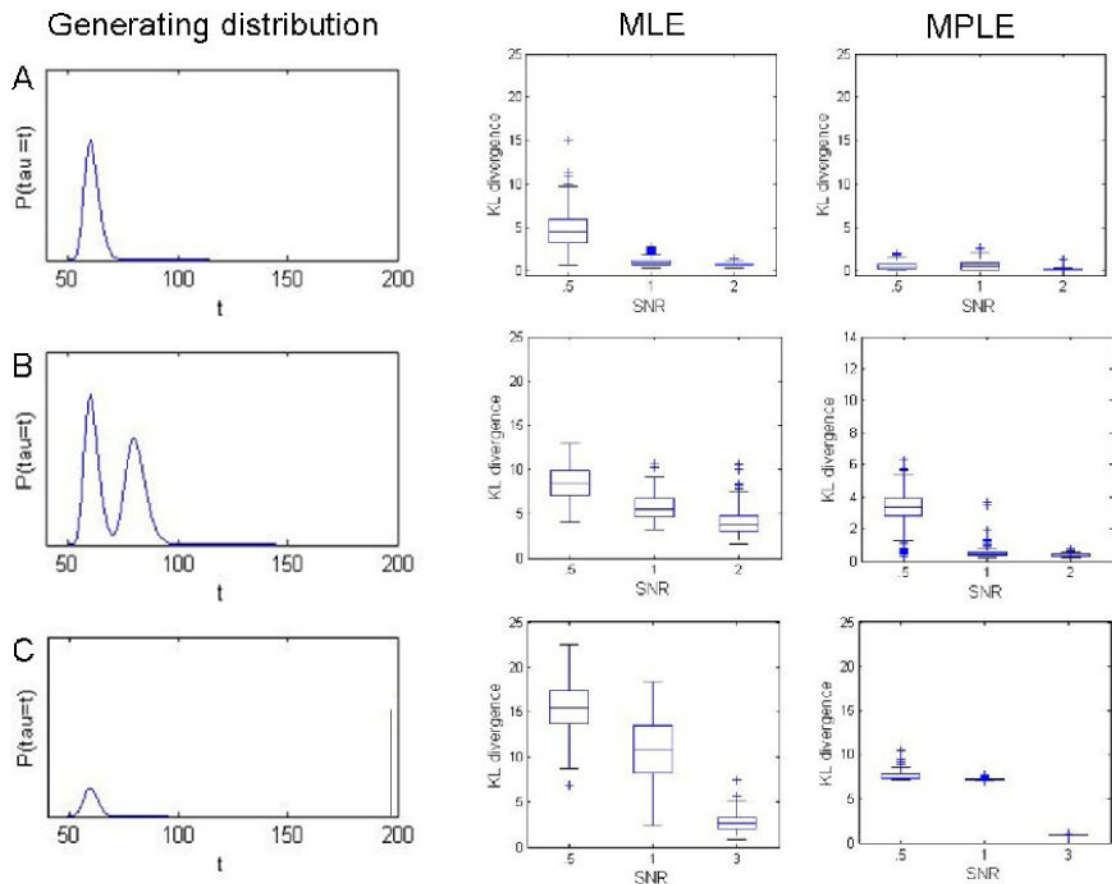 Generating distribution
MLE
MPLE
A
P(tau =t)
50 100 150 200
t
KL divergence
25
20
15
10
5
0
.5 1 2
SNR
KL divergence
25
20
15
10
5
0
.5 1 2
SNR
B
P(tau=t)
50 100 150 200
t
KL divergence
25
20
15
10
5
0
.5 1 2
SNR
KL divergence
14
12
10
8
6
4
2
0
.5 1 2
SNR
C
P(tau=t)
50 100 150 200
t
KL divergence
25
20
15
10
5
0
.5 1 3
SNR
KL divergence
25
20
15
10
5
0
.5 1 3
SNR